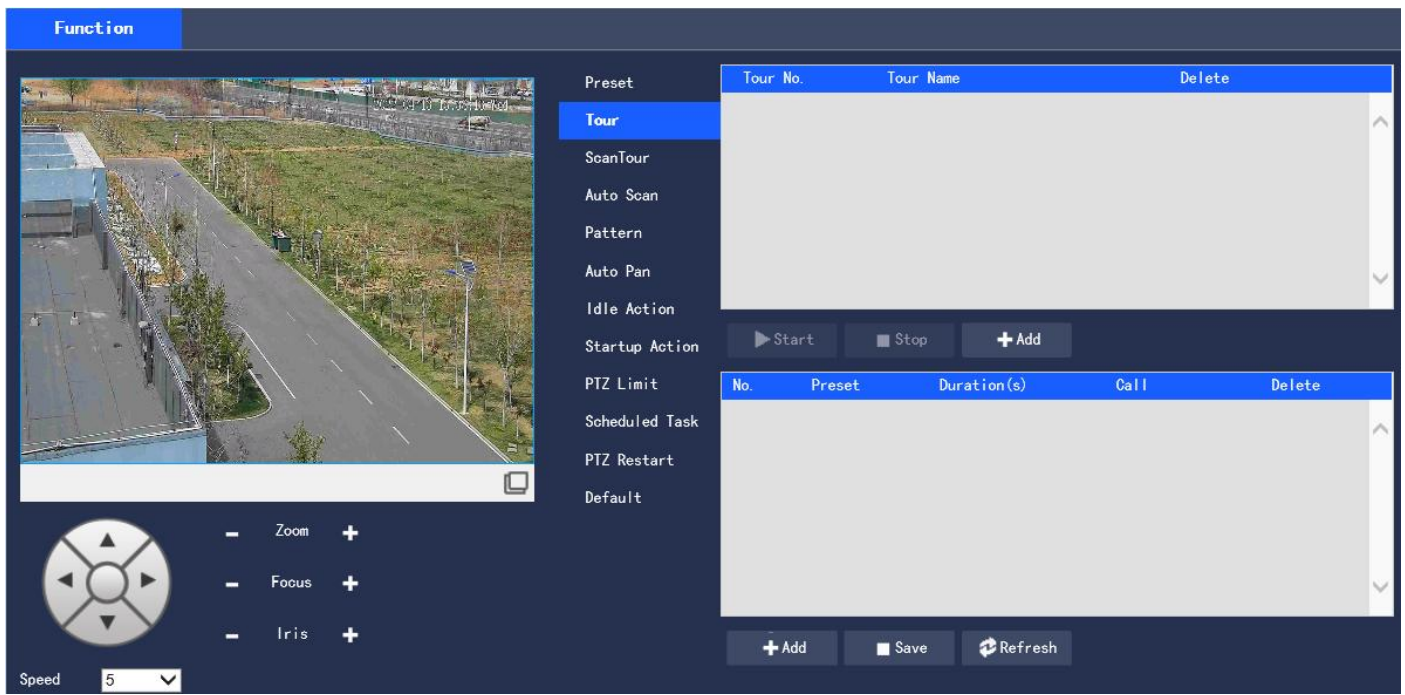 Function
Preset
Tour
ScanTour
Auto Scan
Pattern
Auto Pan
Idle Action
Startup Action
PTZ Limit
Scheduled Task
PTZ Restart
Default
Tour No. Tour Name Delete
Start Stop Add
No. Preset Duration(s) Call Delete
Add Save Refresh
Zoom
Focus
Iris
Speed 5